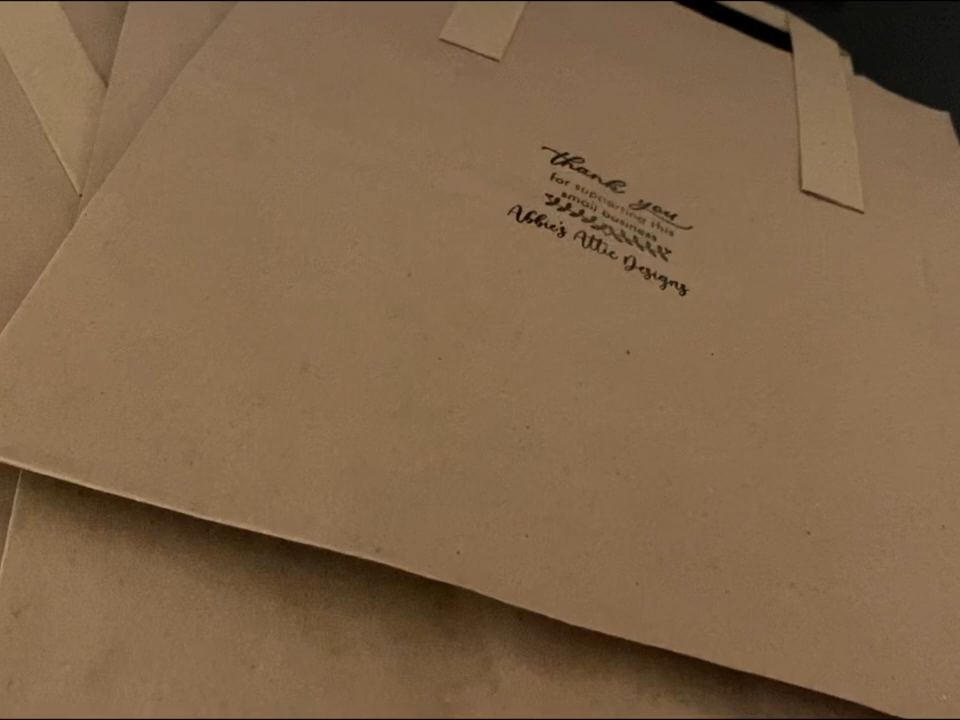 thank you
for supporting this
small business
Abbie's Attic Designs